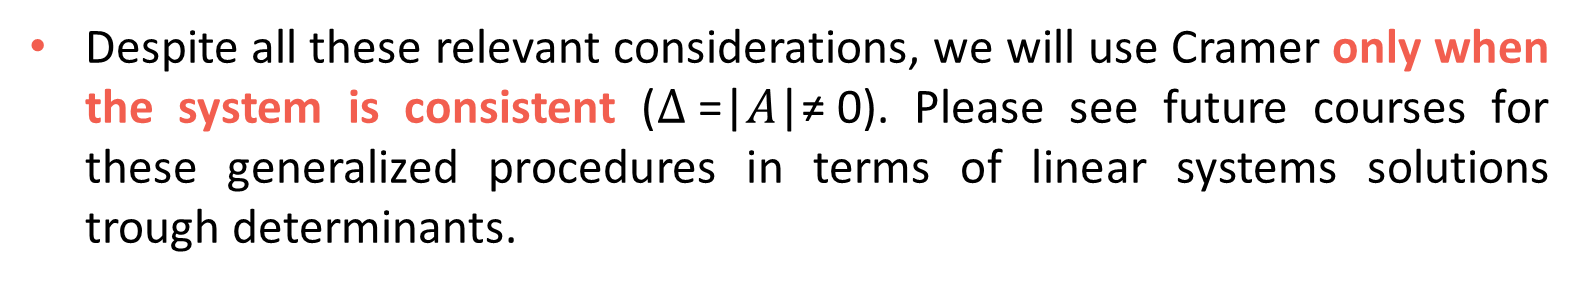 • Despite all these relevant considerations, we will use Cramer only when
the system is consistent (Δ =|A|≠ 0). Please see future courses for
these generalized procedures in terms of linear systems solutions
trough determinants.